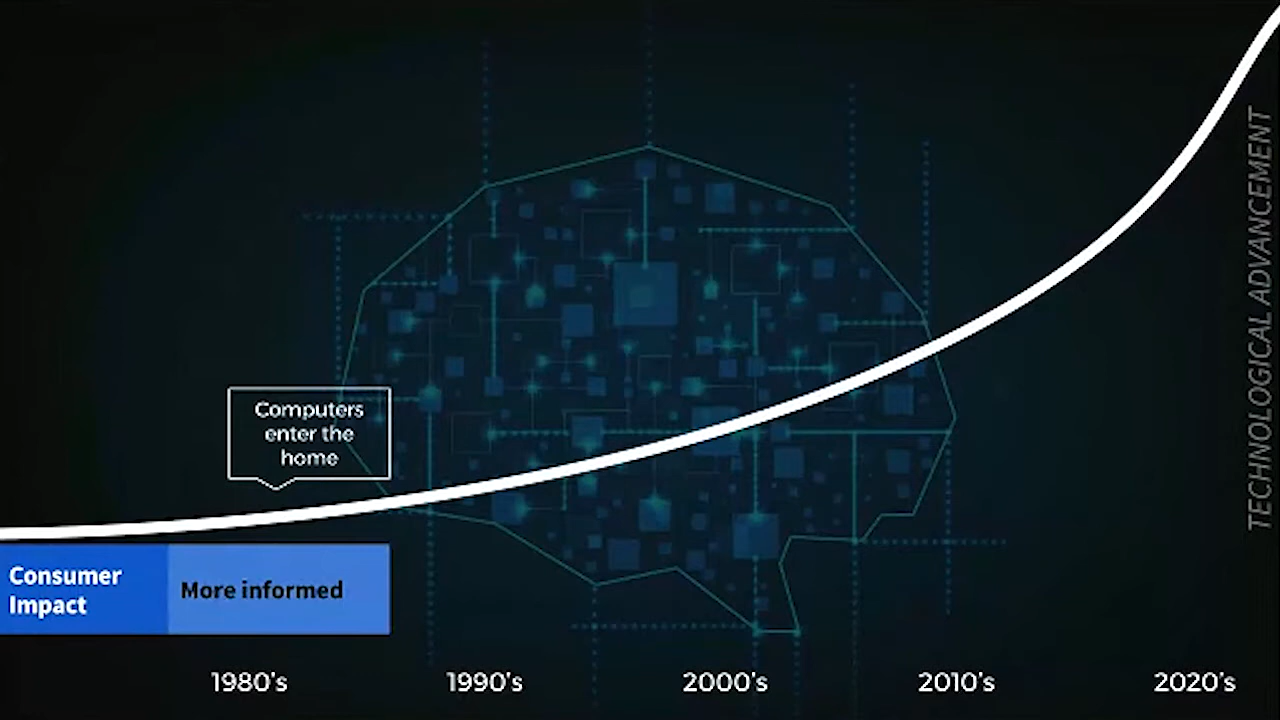 TECHNOLOGICAL ADVANCEMENT
Computers
enter the
home
Consumer
Impact
More informed
1980's
1990's
2000's
2010's
2020's